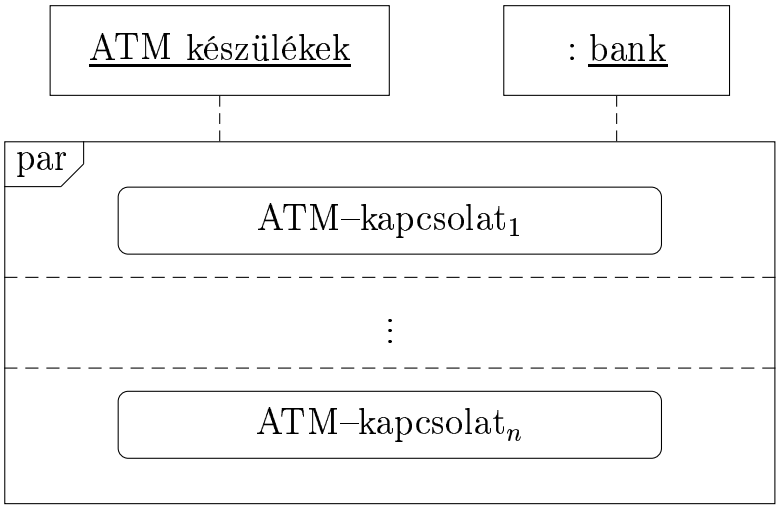 ATM készülékek
: bank
par
ATM–kapcsolat₁
⋮
ATM–kapcsolatₙ